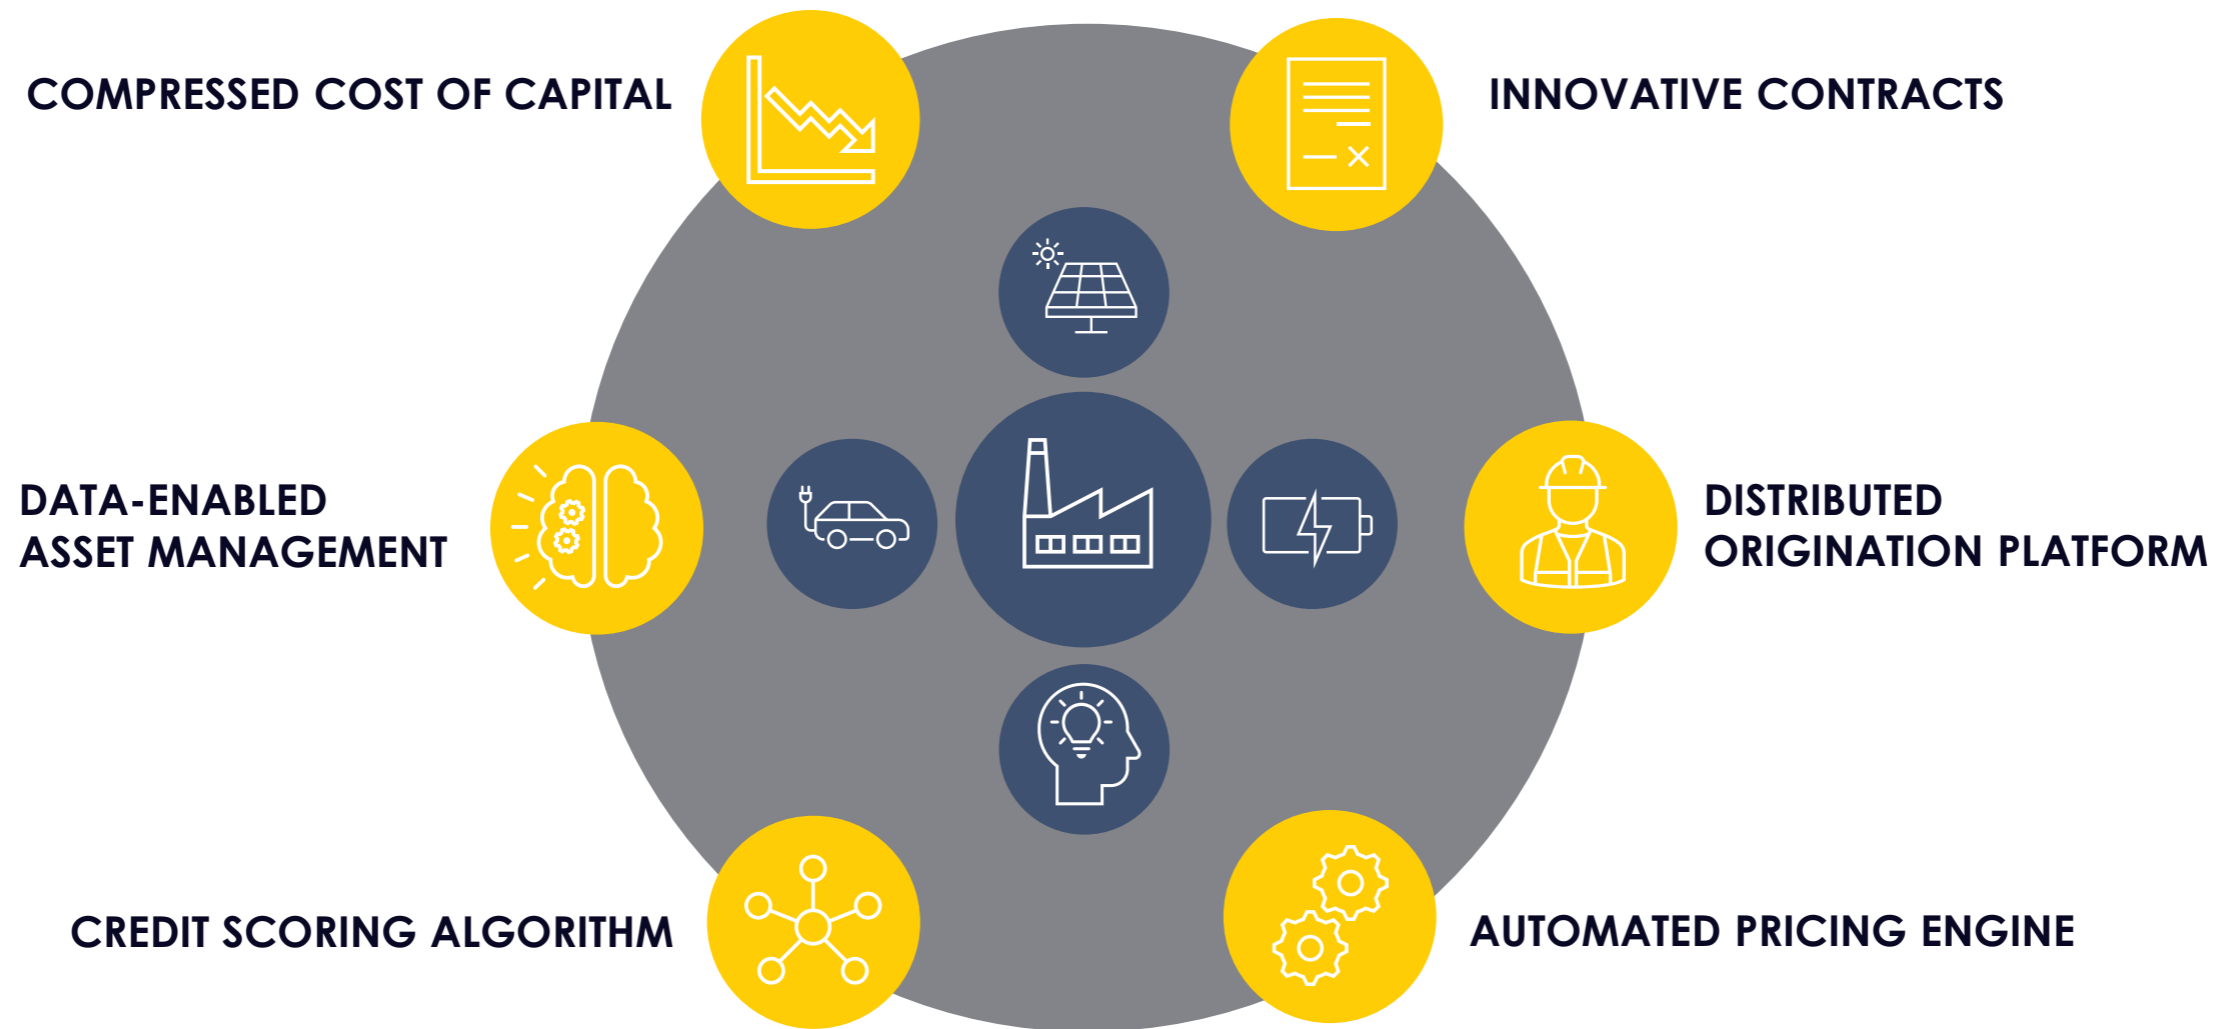 COMPRESSED COST OF CAPITAL
INNOVATIVE CONTRACTS
DATA-ENABLED
ASSET MANAGEMENT
DISTRIBUTED
ORIGINATION PLATFORM
CREDIT SCORING ALGORITHM
AUTOMATED PRICING ENGINE